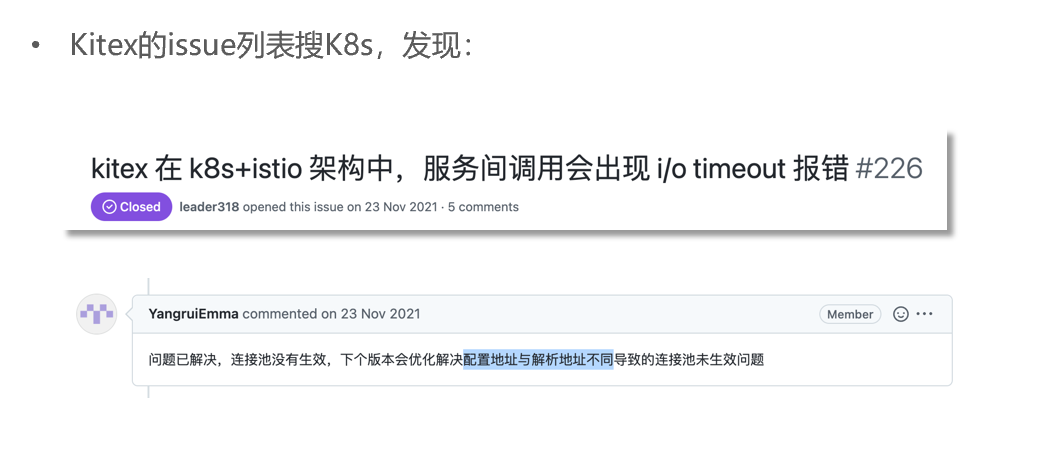 • Kitex的issue列表搜K8s，发现：
kitex 在 k8s+istio 架构中，服务间调用会出现 i/o timeout 报错 #226
Closed leader318 opened this issue on 23 Nov 2021 · 5 comments
YangruiEmma commented on 23 Nov 2021 Member
问题已解决，连接池没有生效，下个版本会优化解决配置地址与解析地址不同导致的连接池未生效问题